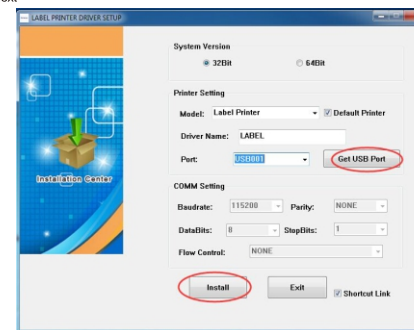 ext
LABEL PRINTER DRIVER SETUP
System Version
32Bit 64Bit
Printer Setting
Model: Label Printer Default Printer
Driver Name: LABEL
Port: USB001 Get USB Port
Installation Center
COMM Setting
Baudrate: 115200 Parity: NONE
DataBits: 8 StopBits: 1
Flow Control: NONE
Install Exit Shortcut Link